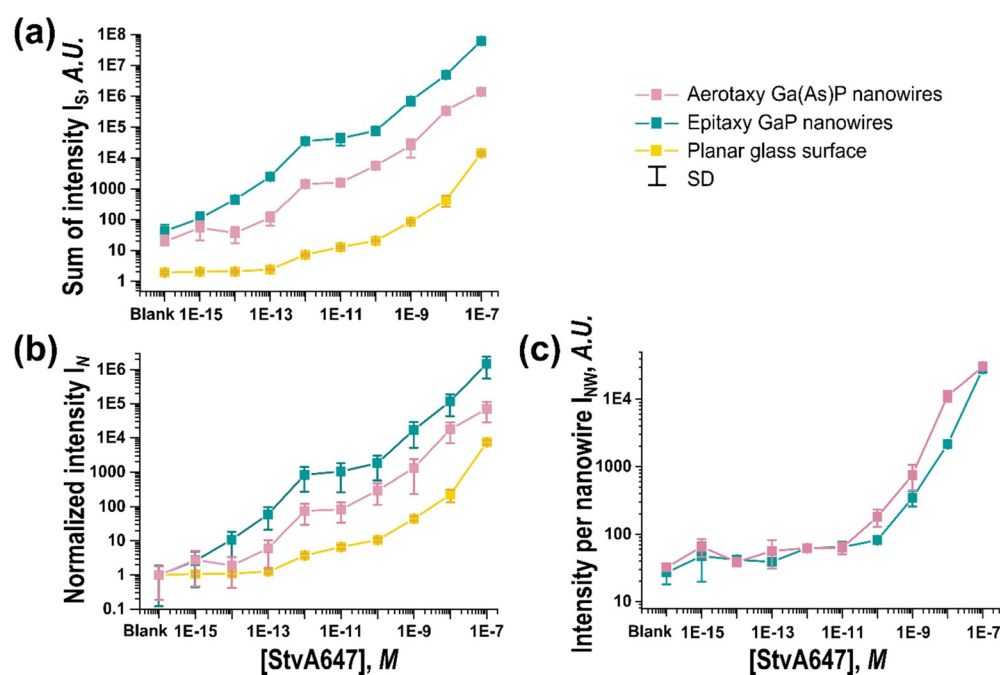 (a)
Sum of intensity I_S, A.U.
1E8
1E7
1E6
1E5
1E4
1000
100
10
1
Blank 1E-15 1E-13 1E-11 1E-9 1E-7
Aerotaxy Ga(As)P nanowires
Epitaxy GaP nanowires
Planar glass surface
SD
(b)
Normalized intensity I_N
1E6
1E5
1E4
1000
100
10
1
0.1
Blank 1E-15 1E-13 1E-11 1E-9 1E-7
[StvA647], M
(c)
Intensity per nanowire I_NW, A.U.
1E4
1000
100
10
Blank 1E-15 1E-13 1E-11 1E-9 1E-7
[StvA647], M